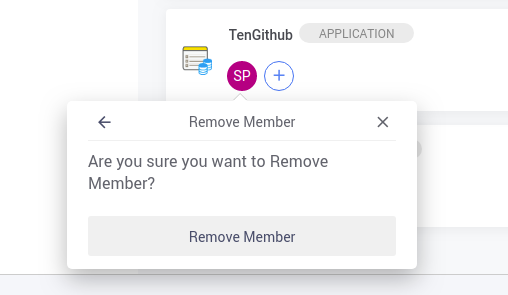 TenGithub
APPLICATION
SP
Remove Member
Are you sure you want to Remove
Member?
Remove Member